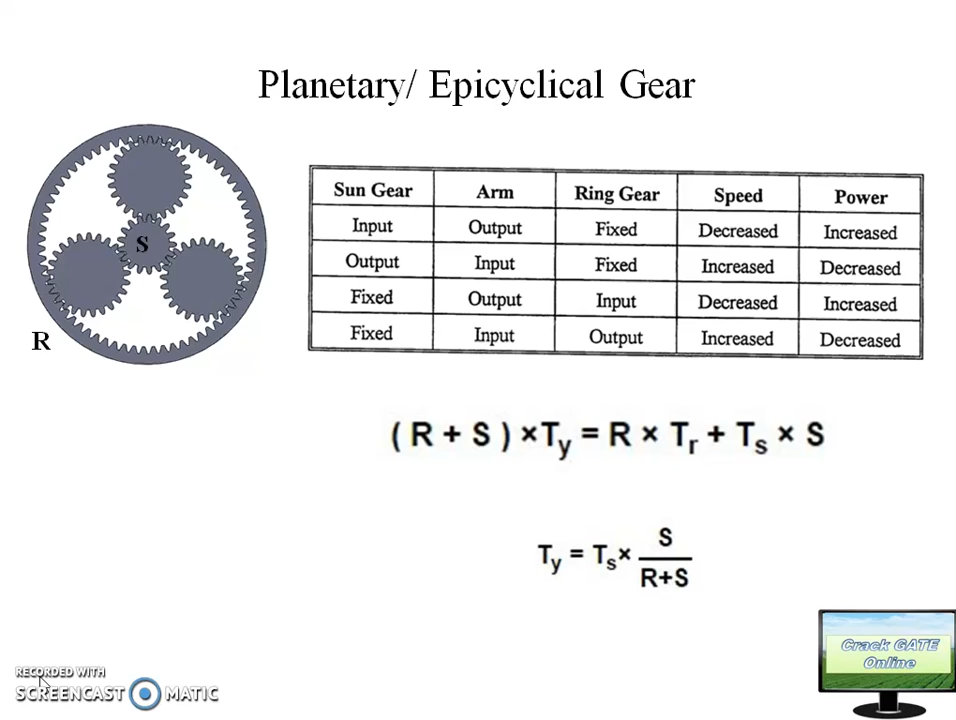 Planetary/ Epicyclical Gear
S
R
Sun Gear Arm Ring Gear Speed Power
Input Output Fixed Decreased Increased
Output Input Fixed Increased Decreased
Fixed Output Input Decreased Increased
Fixed Input Output Increased Decreased
( R + S ) ×Ty = R × Tr + Ts × S
Ty = Ts× S
R+S
RECORDED WITH
SCREENCAST MATIC
Crack GATE
Online